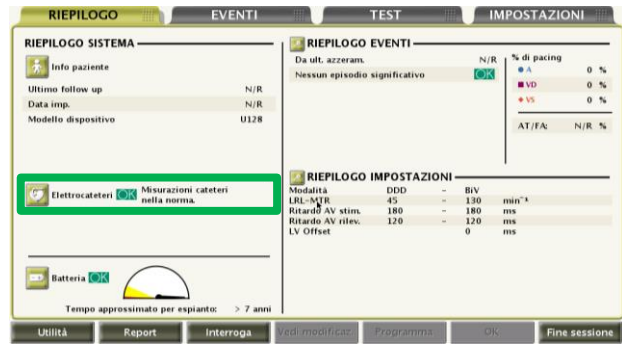 RIEPILOGO EVENTI TEST IMPOSTAZIONI
RIEPILOGO SISTEMA
Info paziente
Ultimo follow up N/R
Data imp. N/R
Modello dispositivo U128
Elettrocateteri OK Misurazioni cateteri
nella norma.
Batteria OK
Tempo approssimato per espianto: > 7 anni
RIEPILOGO EVENTI
Da ult. azzeram. N/R
Nessun episodio significativo OK
% di pacing
A 0 %
VD 0 %
VS 0 %
AT/FA: N/R %
RIEPILOGO IMPOSTAZIONI
Modalità DDD - BiV
LRL-MTR 45 - 130 min⁻¹
Ritardo AV stim. 180 - 180 ms
Ritardo AV rilev. 120 - 120 ms
LV Offset 0 ms
Utilità Report Interroga Vedi modificaz. Programma OK Fine sessione